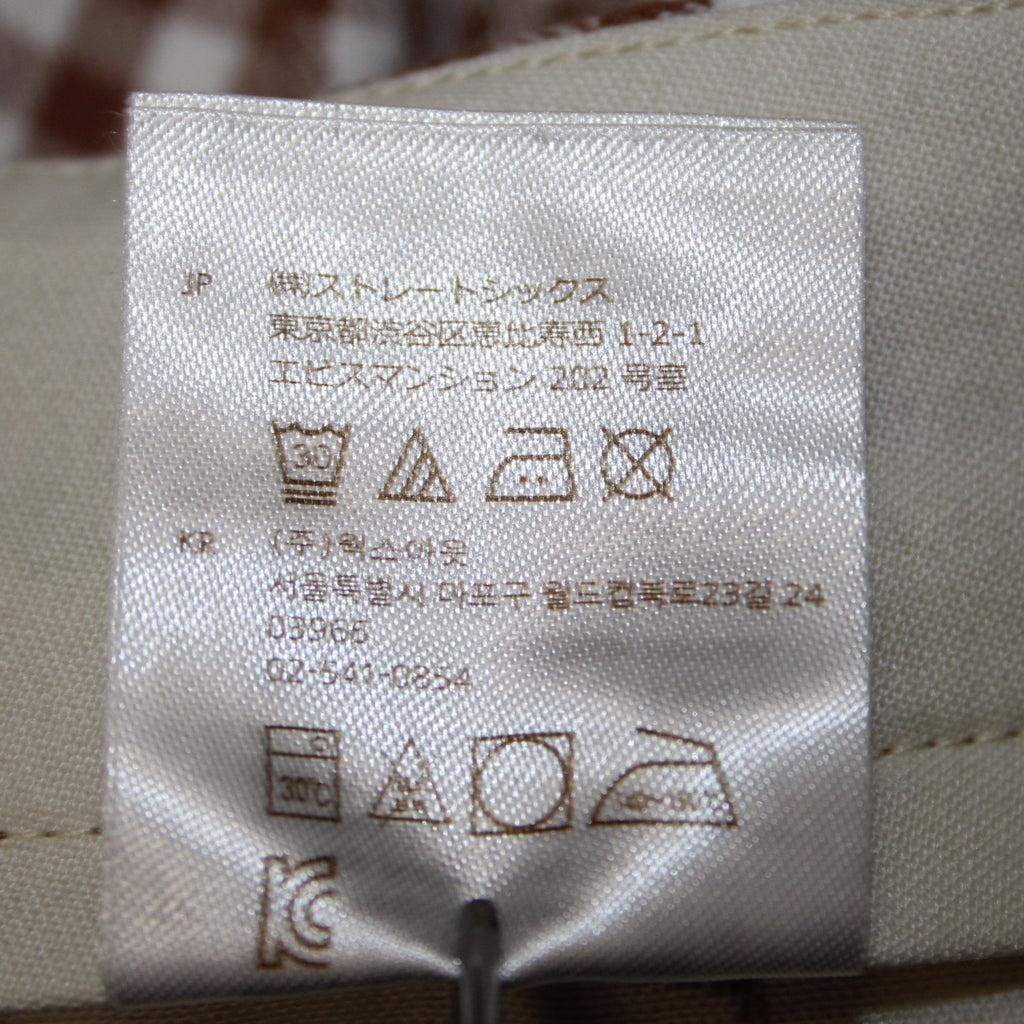 JP (株)ストレートシックス
東京都渋谷区恵比寿西 1-2-1
エビスマンション 202 号室
30
KR (주)웍스아웃
서울특별시 마포구 월드컵북로23길 24
03966
02-541-0854
30℃
KC